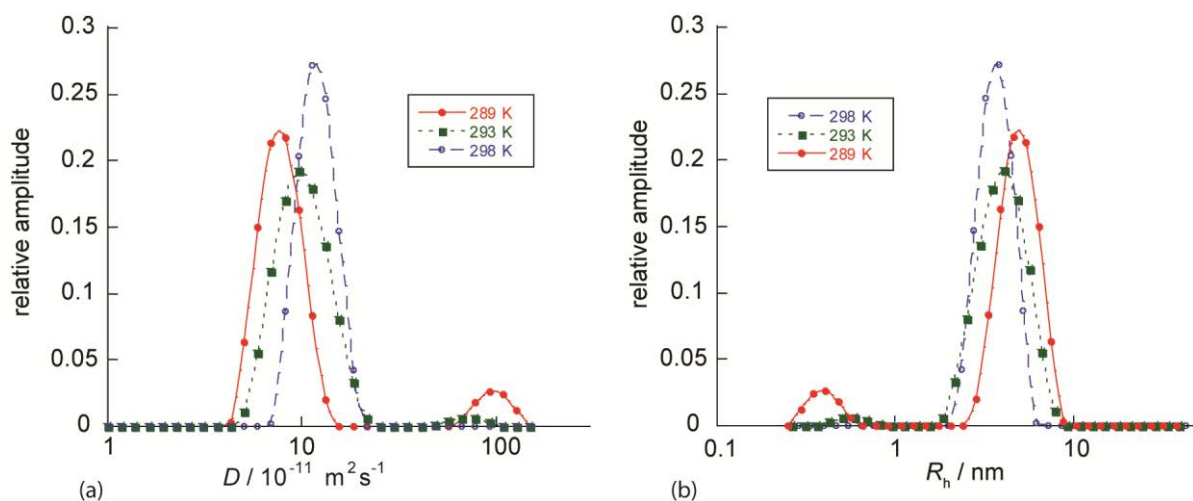 0.3
0.25
0.2
0.15
0.1
0.05
0
relative amplitude
289 K
293 K
298 K
1
10
100
D / 10⁻¹¹ m² s⁻¹
(a)
0.3
0.25
0.2
0.15
0.1
0.05
0
relative amplitude
298 K
293 K
289 K
0.1
1
10
Rₕ / nm
(b)